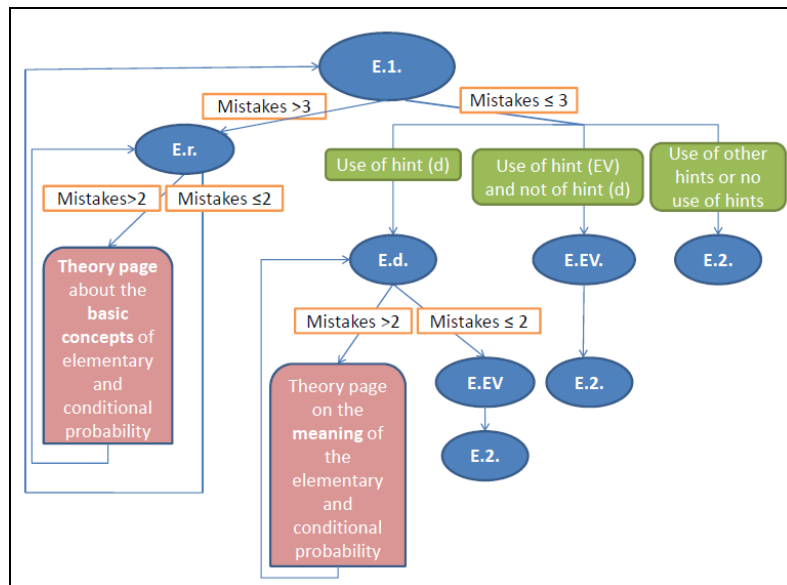 E.1.
Mistakes >3
Mistakes ≤ 3
E.r.
Use of hint (d)
Use of hint (EV)
and not of hint (d)
Use of other
hints or no
use of hints
Mistakes>2
Mistakes ≤2
Theory page
about the
basic
concepts of
elementary
and
conditional
probability
E.d.
E.EV.
E.2.
Mistakes >2
Mistakes ≤ 2
Theory page
on the
meaning of
the
elementary
and
conditional
probability
E.EV
E.2.
E.2.